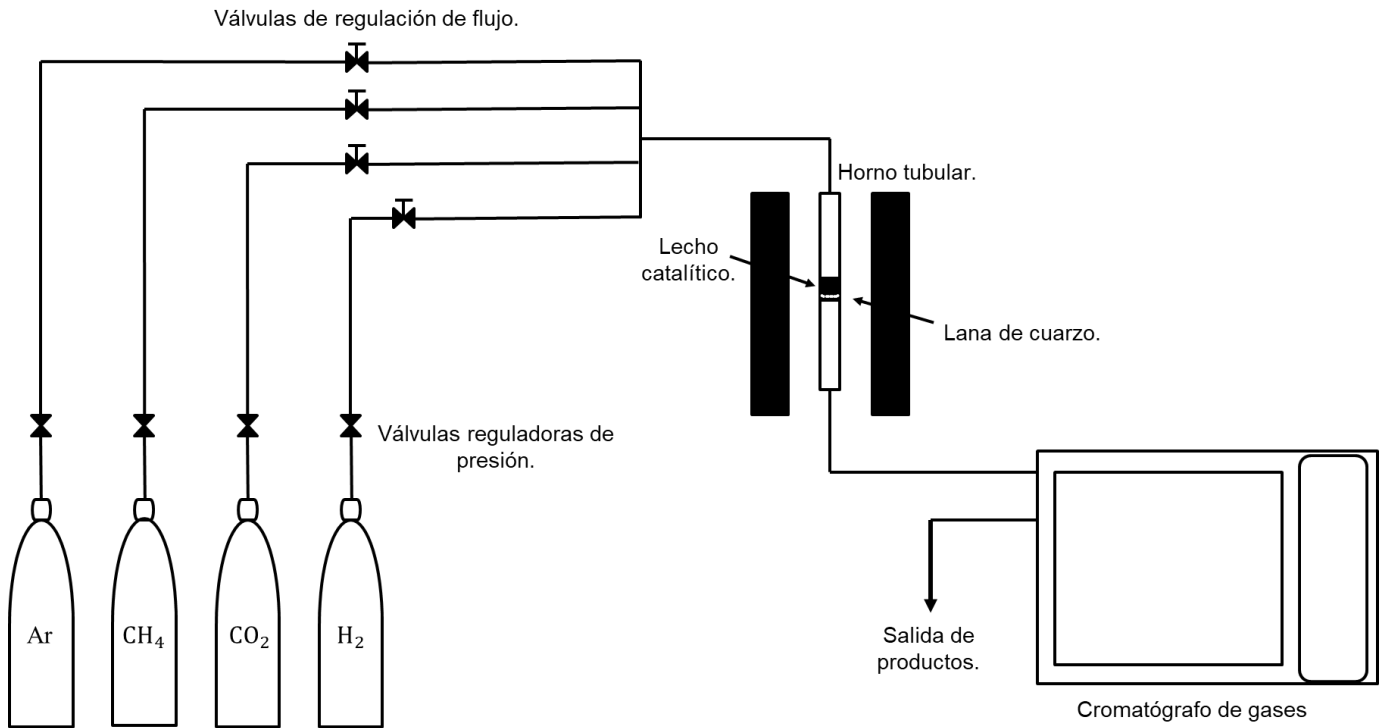 Válvulas de regulación de flujo.
Horno tubular.
Lecho
catalítico.
Lana de cuarzo.
Válvulas reguladoras de
presión.
Ar
CH₄
CO₂
H₂
Salida de
productos.
Cromatógrafo de gases